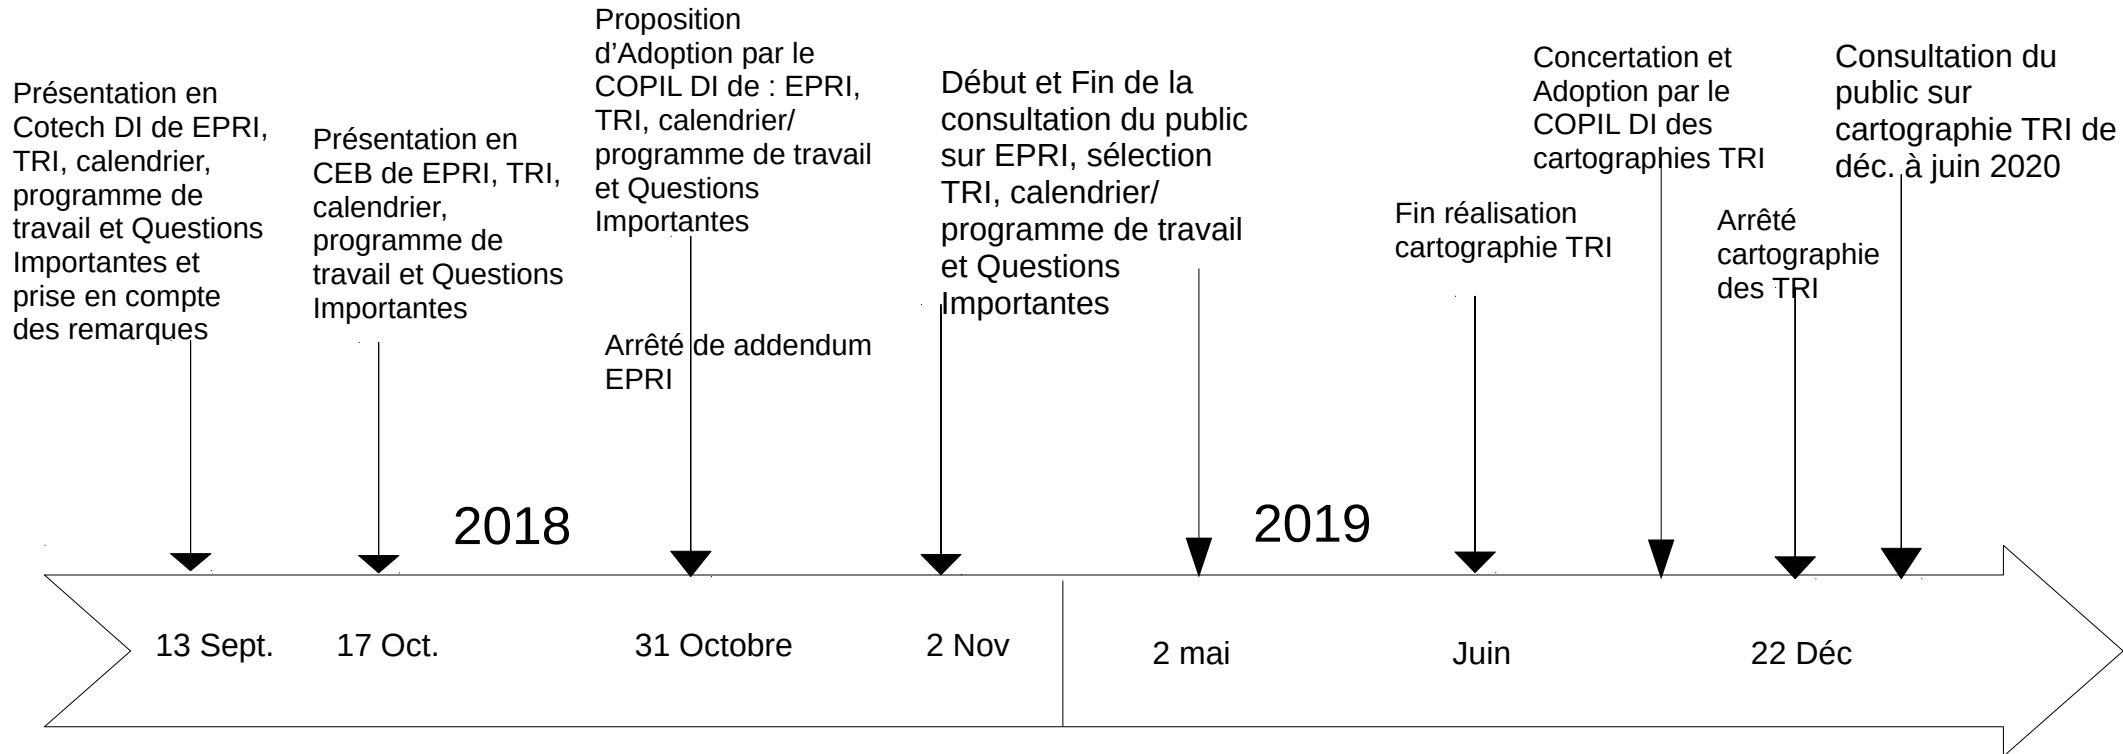 Présentation en
Cotech DI de EPRI,
TRI, calendrier,
programme de
travail et Questions
Importantes et
prise en compte
des remarques
Présentation en
CEB de EPRI, TRI,
calendrier,
programme de
travail et Questions
Importantes
Proposition
d’Adoption par le
COPIL DI de : EPRI,
TRI, calendrier/
programme de travail
et Questions
Importantes
Arrêté de addendum
EPRI
Début et Fin de la
consultation du public
sur EPRI, sélection
TRI, calendrier/
programme de travail
et Questions
Importantes
Fin réalisation
cartographie TRI
Concertation et
Adoption par le
COPIL DI des
cartographies TRI
Arrêté
cartographie
des TRI
Consultation du
public sur
cartographie TRI de
déc. à juin 2020
2018
2019
13 Sept.
17 Oct.
31 Octobre
2 Nov
2 mai
Juin
22 Déc